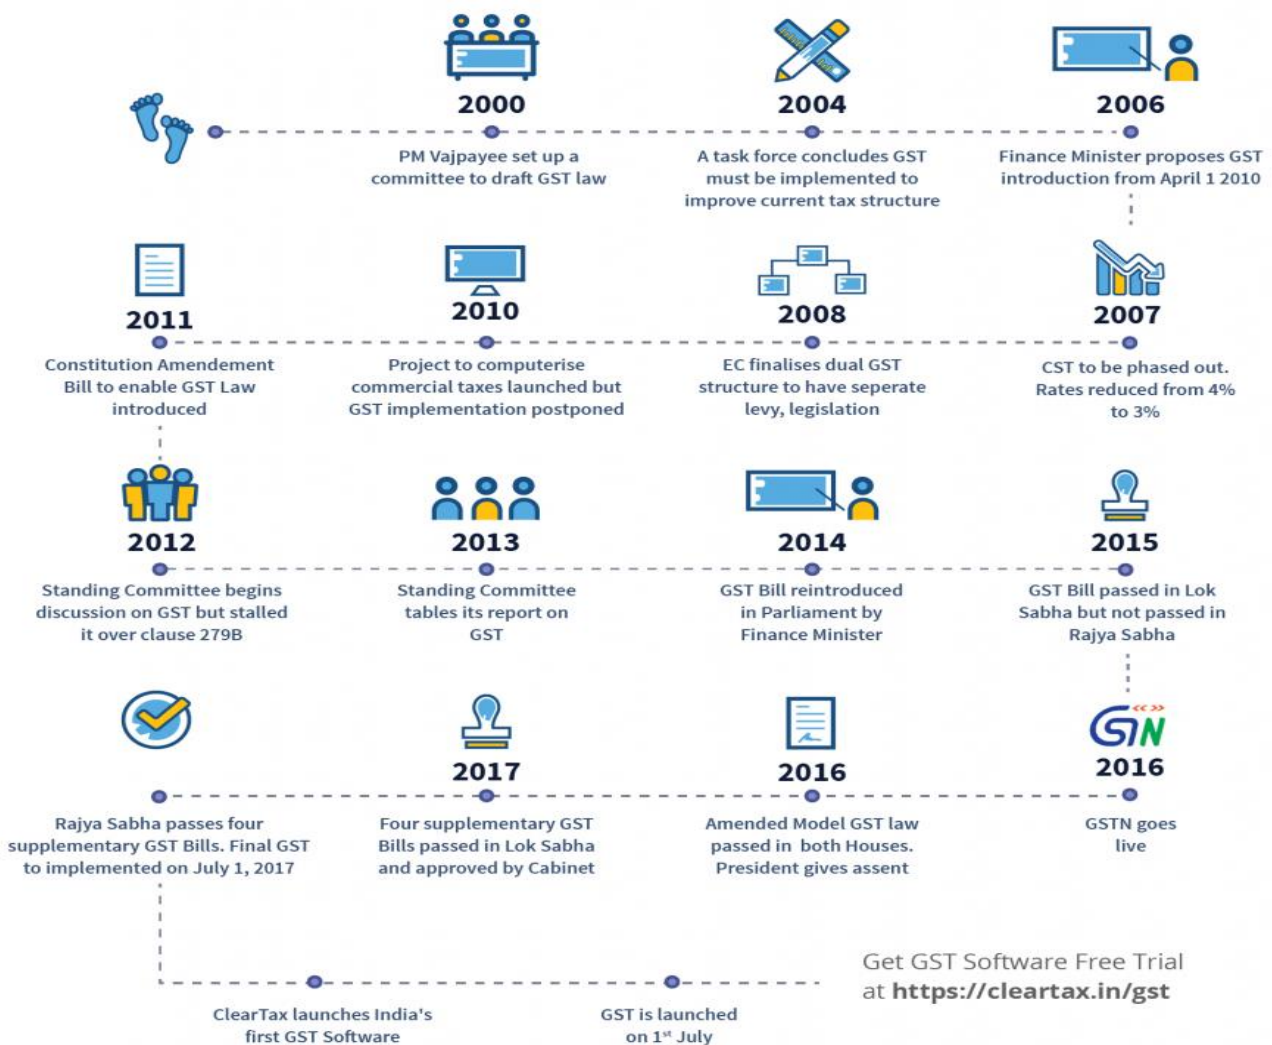 2000
PM Vajpayee set up a
committee to draft GST law
2004
A task force concludes GST
must be implemented to
improve current tax structure
2006
Finance Minister proposes GST
introduction from April 1 2010
2007
CST to be phased out.
Rates reduced from 4%
to 3%
2008
EC finalises dual GST
structure to have seperate
levy, legislation
2010
Project to computerise
commercial taxes launched but
GST implementation postponed
2011
Constitution Amendement
Bill to enable GST Law
introduced
2012
Standing Committee begins
discussion on GST but stalled
it over clause 279B
2013
Standing Committee
tables its report on
GST
2014
GST Bill reintroduced
in Parliament by
Finance Minister
2015
GST Bill passed in Lok
Sabha but not passed in
Rajya Sabha
GSTN
2016
GSTN goes
live
2016
Amended Model GST law
passed in both Houses.
President gives assent
2017
Four supplementary GST
Bills passed in Lok Sabha
and approved by Cabinet
Rajya Sabha passes four
supplementary GST Bills. Final GST
to implemented on July 1, 2017
ClearTax launches India's
first GST Software
GST is launched
on 1st July
Get GST Software Free Trial
at https://cleartax.in/gst